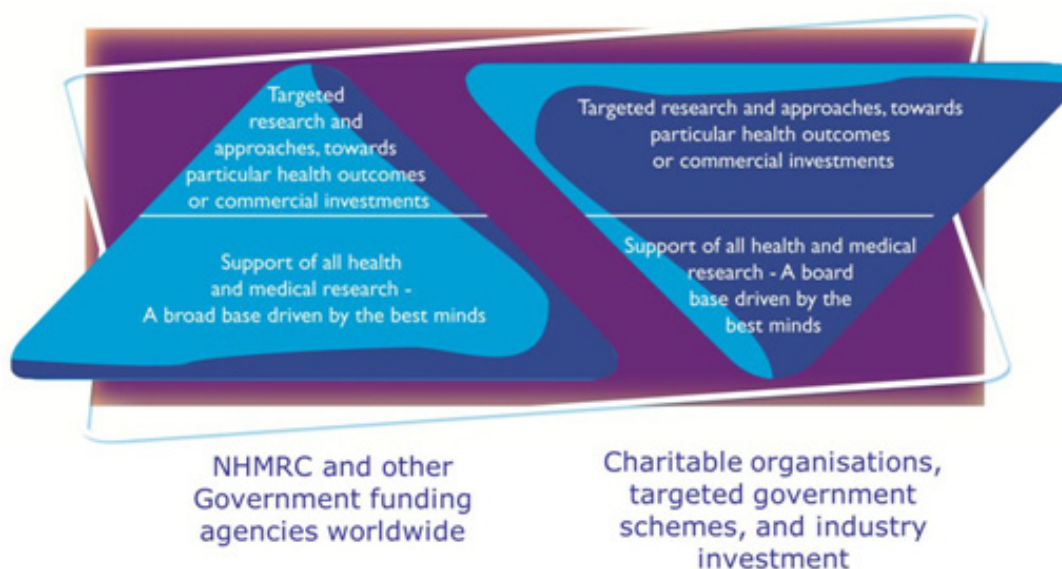 Targeted
research and
approaches, towards
particular health outcomes
or commercial investments
Support of all health
and medical research -
A broad base driven by the best minds
Targeted research and approaches, towards
particular health outcomes
or commercial investments
Support of all health and medical
research - A board
base driven by the
best minds
NHMRC and other
Government funding
agencies worldwide
Charitable organisations,
targeted government
schemes, and industry
investment